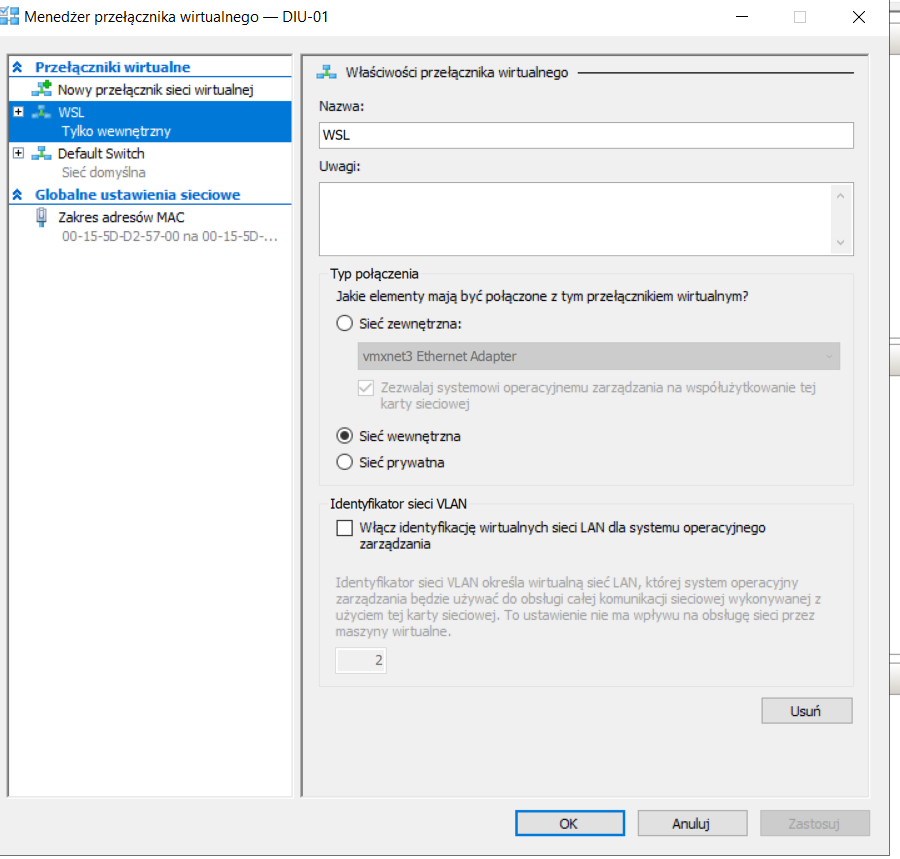 Menedżer przełącznika wirtualnego — DIU-01
Przełączniki wirtualne
Nowy przełącznik sieci wirtualnej
WSL
Tylko wewnętrzny
Default Switch
Sieć domyślna
Globalne ustawienia sieciowe
Zakres adresów MAC
00-15-5D-D2-57-00 na 00-15-5D-...
Właściwości przełącznika wirtualnego
Nazwa:
WSL
Uwagi:
Typ połączenia
Jakie elementy mają być połączone z tym przełącznikiem wirtualnym?
Sieć zewnętrzna:
vmxnet3 Ethernet Adapter
Zezwalaj systemowi operacyjnemu zarządzania na współużytkowanie tej
karty sieciowej
Sieć wewnętrzna
Sieć prywatna
Identyfikator sieci VLAN
Włącz identyfikację wirtualnych sieci LAN dla systemu operacyjnego
zarządzania
Identyfikator sieci VLAN określa wirtualną sieć LAN, której system operacyjny
zarządzania będzie używać do obsługi całej komunikacji sieciowej wykonywanej z
użyciem tej karty sieciowej. To ustawienie nie ma wpływu na obsługę sieci przez
maszyny wirtualne.
2
Usuń
OK
Anuluj
Zastosuj